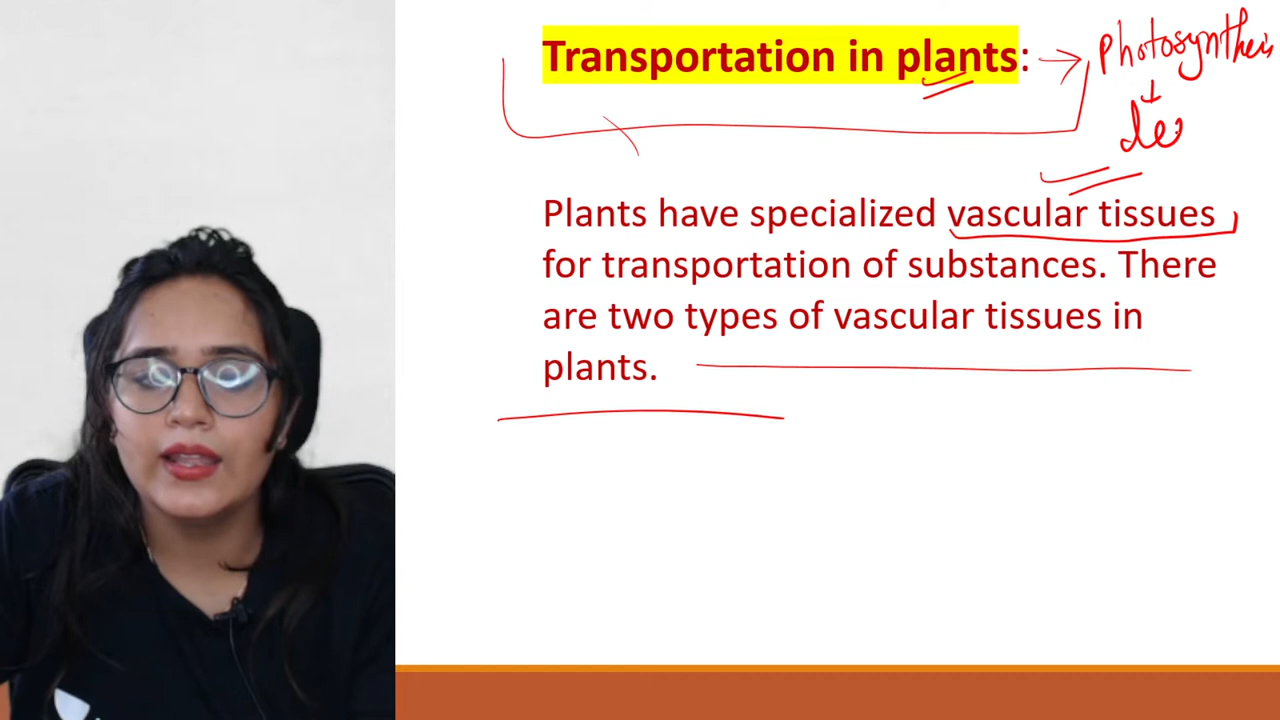 Transportation in plants: → Photosynthesis
↓
Plants have specialized vascular tissues
for transportation of substances. There
are two types of vascular tissues in
plants.